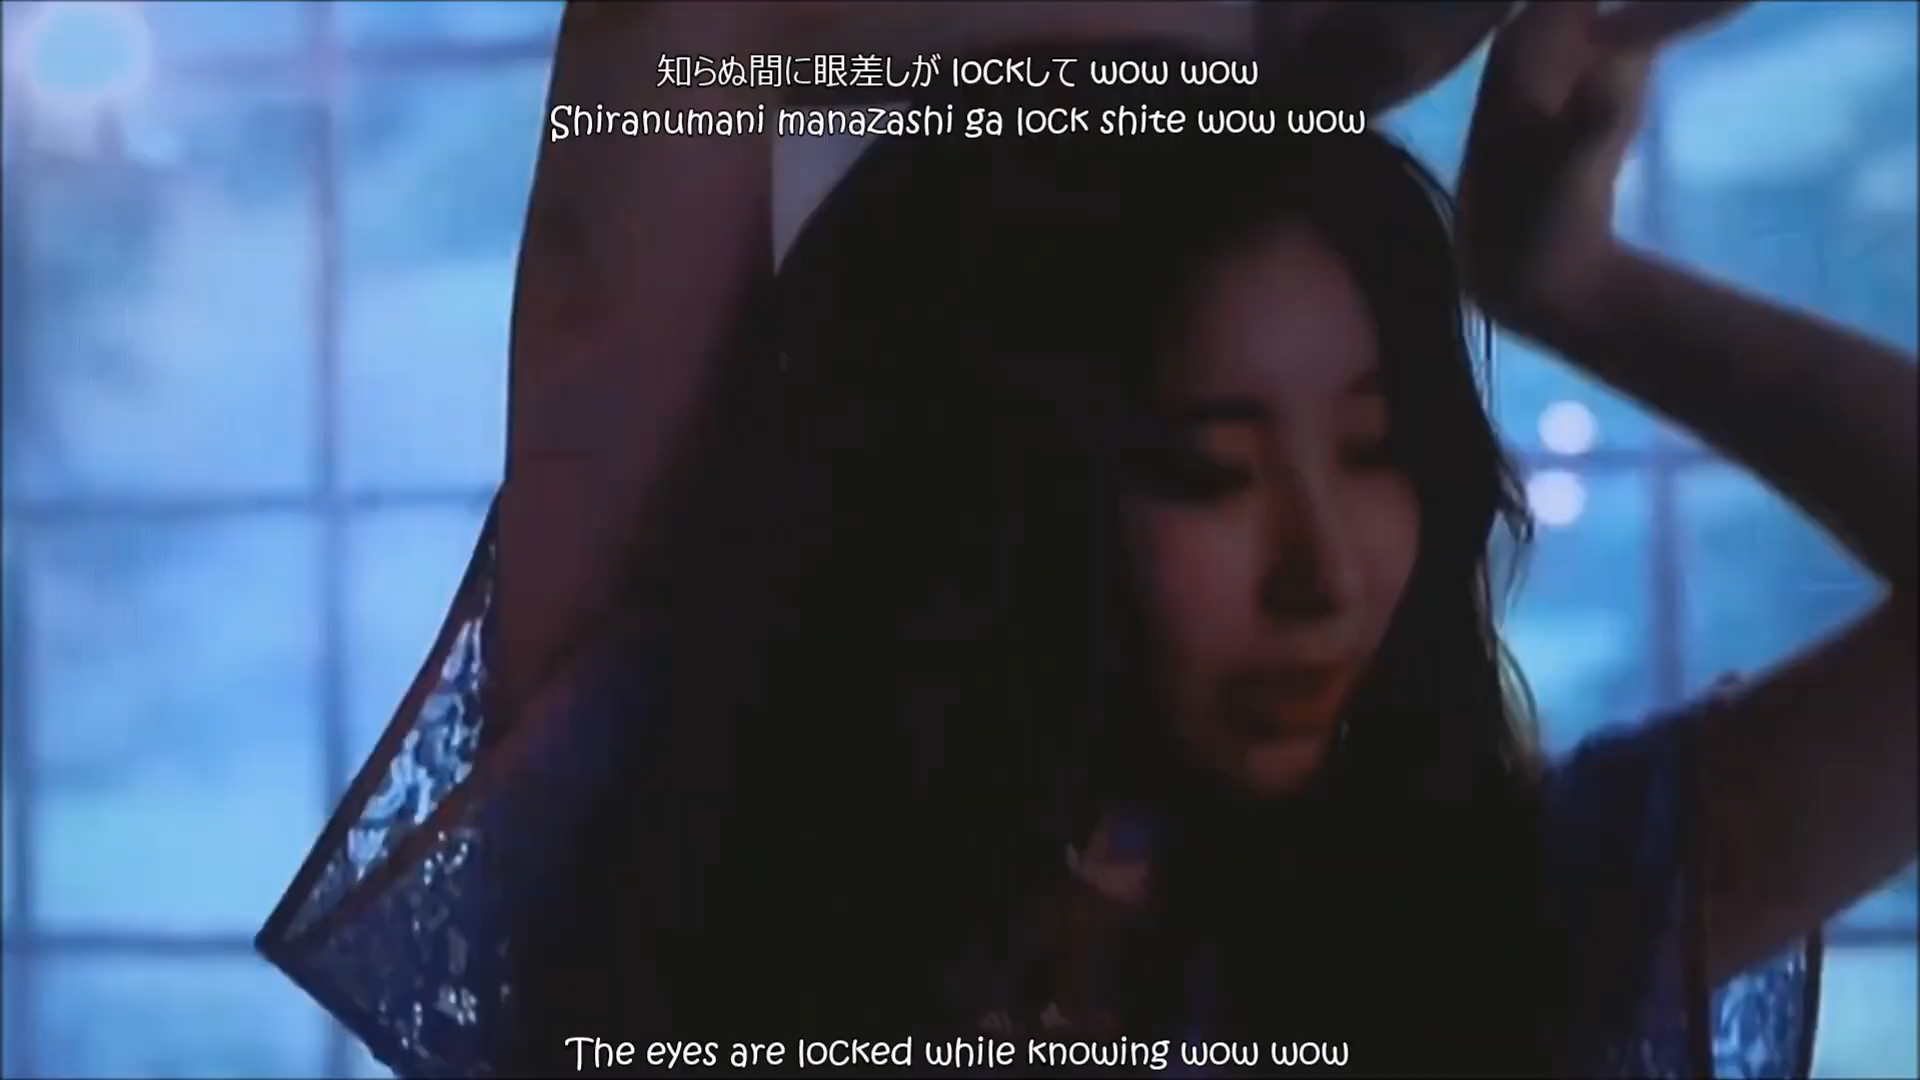 知らぬ間に眼差しが lockして wow wow
Shiranumani manazashi ga lock shite wow wow
The eyes are locked while knowing wow wow